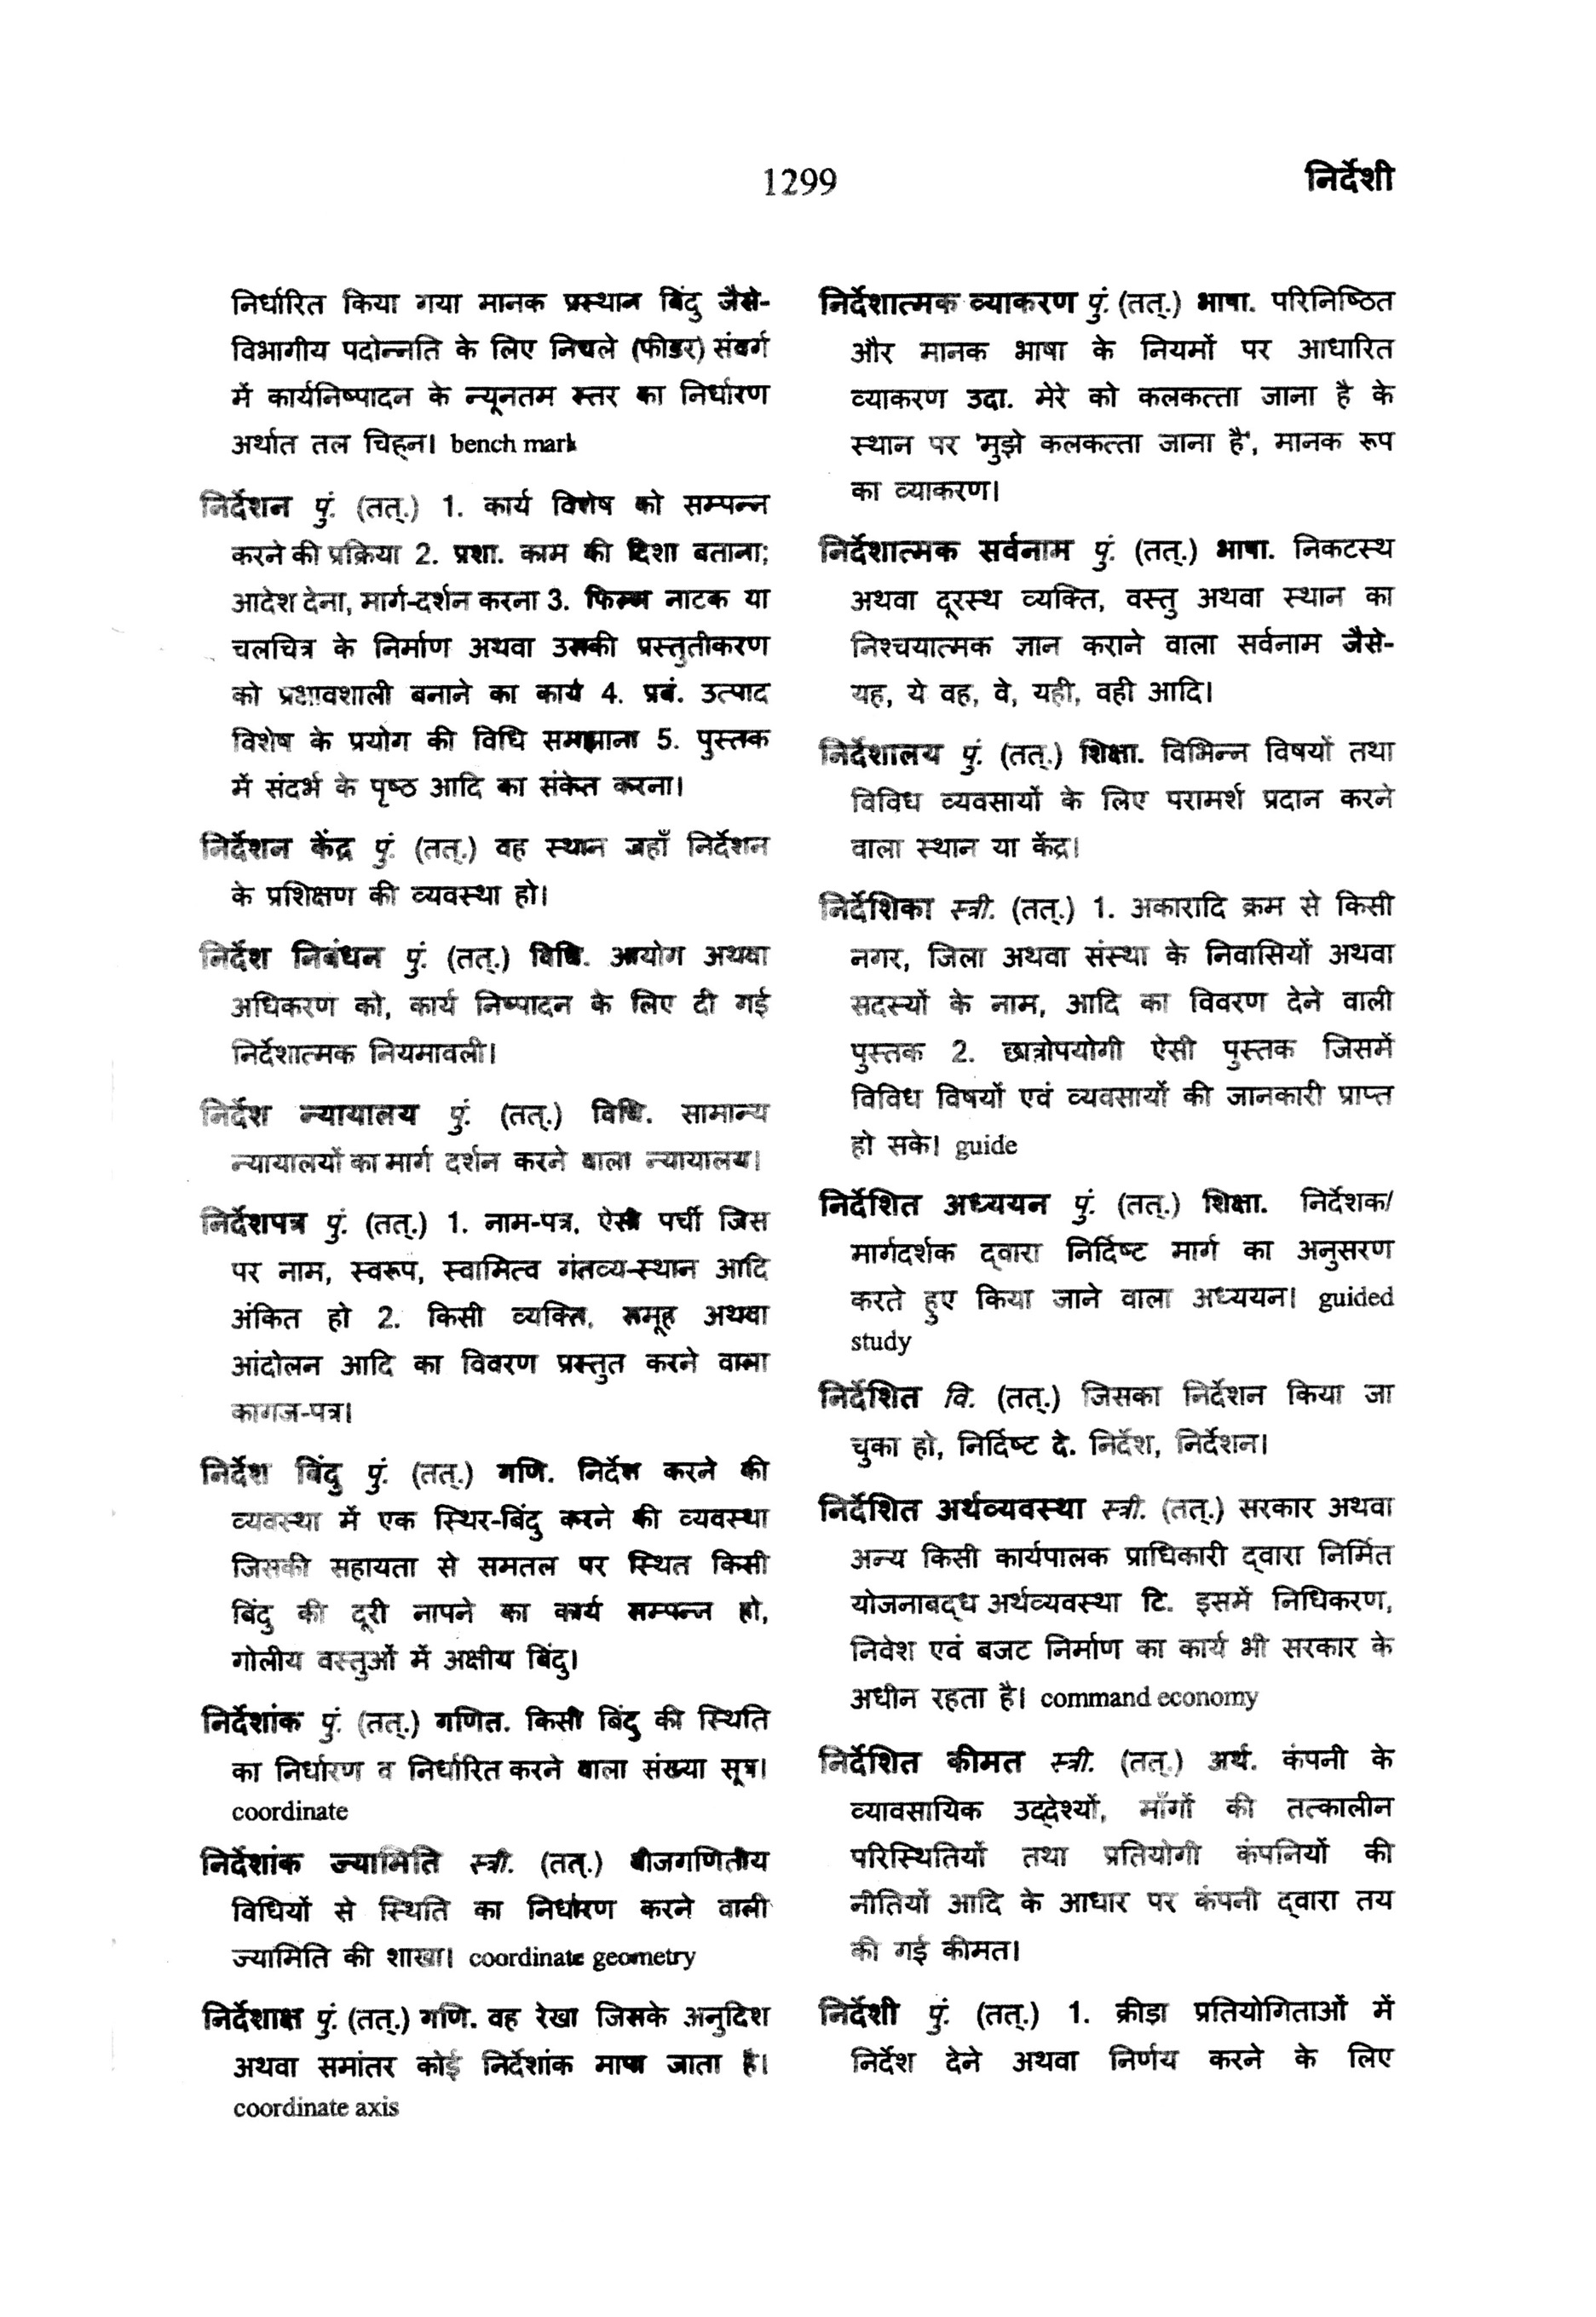 1299
निर्देशी
निर्धारित किया गया मानक प्रस्थान बिंदु जैसे-
विभागीय पदोन्नति के लिए निचले (फीडर) संवर्ग
में कार्यनिष्पादन के न्यूनतम स्तर का निर्धारण
अर्थात तल चिह्न। bench mark
निर्देशन पुं. (तत्.) 1. कार्य विशेष को सम्पन्न
करने की प्रक्रिया 2. प्रशा. काम की दिशा बताना;
आदेश देना, मार्ग-दर्शन करना 3. फिल्म नाटक या
चलचित्र के निर्माण अथवा उसकी प्रस्तुतीकरण
को प्रभावशाली बनाने का कार्य 4. प्रबं. उत्पाद
विशेष के प्रयोग की विधि समझाना 5. पुस्तक
में संदर्भ के पृष्ठ आदि का संकेत करना।
निर्देशन केंद्र पुं. (तत्.) वह स्थान जहाँ निर्देशन
के प्रशिक्षण की व्यवस्था हो।
निर्देश निबंधन पुं. (तत्.) विधि. आयोग अथवा
अधिकरण को, कार्य निष्पादन के लिए दी गई
निर्देशात्मक नियमावली।
निर्देश न्यायालय पुं. (तत्.) विधि. सामान्य
न्यायालयों का मार्ग दर्शन करने वाला न्यायालय।
निर्देशपत्र पुं. (तत्.) 1. नाम-पत्र, ऐसी पर्ची जिस
पर नाम, स्वरूप, स्वामित्व गंतव्य-स्थान आदि
अंकित हो 2. किसी व्यक्ति, समूह अथवा
आंदोलन आदि का विवरण प्रस्तुत करने वाला
कागज-पत्र।
निर्देश बिंदु पुं. (तत्.) गणि. निर्देश करने की
व्यवस्था में एक स्थिर-बिंदु करने की व्यवस्था
जिसकी सहायता से समतल पर स्थित किसी
बिंदु की दूरी नापने का कार्य सम्पन्न हो,
गोलीय वस्तुओं में अक्षीय बिंदु।
निर्देशांक पुं. (तत्.) गणित. किसी बिंदु की स्थिति
का निर्धारण व निर्धारित करने वाला संख्या सूत्र।
coordinate
निर्देशांक ज्यामिति स्त्री. (तत्.) बीजगणितीय
विधियों से स्थिति का निर्धारण करने वाली
ज्यामिति की शाखा। coordinate geometry
निर्देशाक्ष पुं. (तत्.) गणि. वह रेखा जिसके अनुदिश
अथवा समांतर कोई निर्देशांक मापा जाता है।
coordinate axis
निर्देशात्मक व्याकरण पुं. (तत्.) भाषा. परिनिष्ठित
और मानक भाषा के नियमों पर आधारित
व्याकरण उदा. मेरे को कलकत्ता जाना है के
स्थान पर 'मुझे कलकत्ता जाना है', मानक रूप
का व्याकरण।
निर्देशात्मक सर्वनाम पुं. (तत्.) भाषा. निकटस्थ
अथवा दूरस्थ व्यक्ति, वस्तु अथवा स्थान का
निश्चयात्मक ज्ञान कराने वाला सर्वनाम जैसे-
यह, ये वह, वे, यही, वही आदि।
निर्देशालय पुं. (तत्.) शिक्षा. विभिन्न विषयों तथा
विविध व्यवसायों के लिए परामर्श प्रदान करने
वाला स्थान या केंद्र।
निर्देशिका स्त्री. (तत्.) 1. अकारादि क्रम से किसी
नगर, जिला अथवा संस्था के निवासियों अथवा
सदस्यों के नाम, आदि का विवरण देने वाली
पुस्तक 2. छात्रोपयोगी ऐसी पुस्तक जिसमें
विविध विषयों एवं व्यवसायों की जानकारी प्राप्त
हो सके। guide
निर्देशित अध्ययन पुं. (तत्.) शिक्षा. निर्देशक/
मार्गदर्शक द्वारा निर्दिष्ट मार्ग का अनुसरण
करते हुए किया जाने वाला अध्ययन। guided
study
निर्देशित वि. (तत्.) जिसका निर्देशन किया जा
चुका हो, निर्दिष्ट दे. निर्देश, निर्देशन।
निर्देशित अर्थव्यवस्था स्त्री. (तत्.) सरकार अथवा
अन्य किसी कार्यपालक प्राधिकारी द्वारा निर्मित
योजनाबद्ध अर्थव्यवस्था टि. इसमें निधिकरण,
निवेश एवं बजट निर्माण का कार्य भी सरकार के
अधीन रहता है। command economy
निर्देशित कीमत स्त्री. (तत्.) अर्थ. कंपनी के
व्यावसायिक उद्देश्यों, माँगों की तत्कालीन
परिस्थितियों तथा प्रतियोगी कंपनियों की
नीतियों आदि के आधार पर कंपनी द्वारा तय
की गई कीमत।
निर्देशी पुं. (तत्.) 1. क्रीड़ा प्रतियोगिताओं में
निर्देश देने अथवा निर्णय करने के लिए